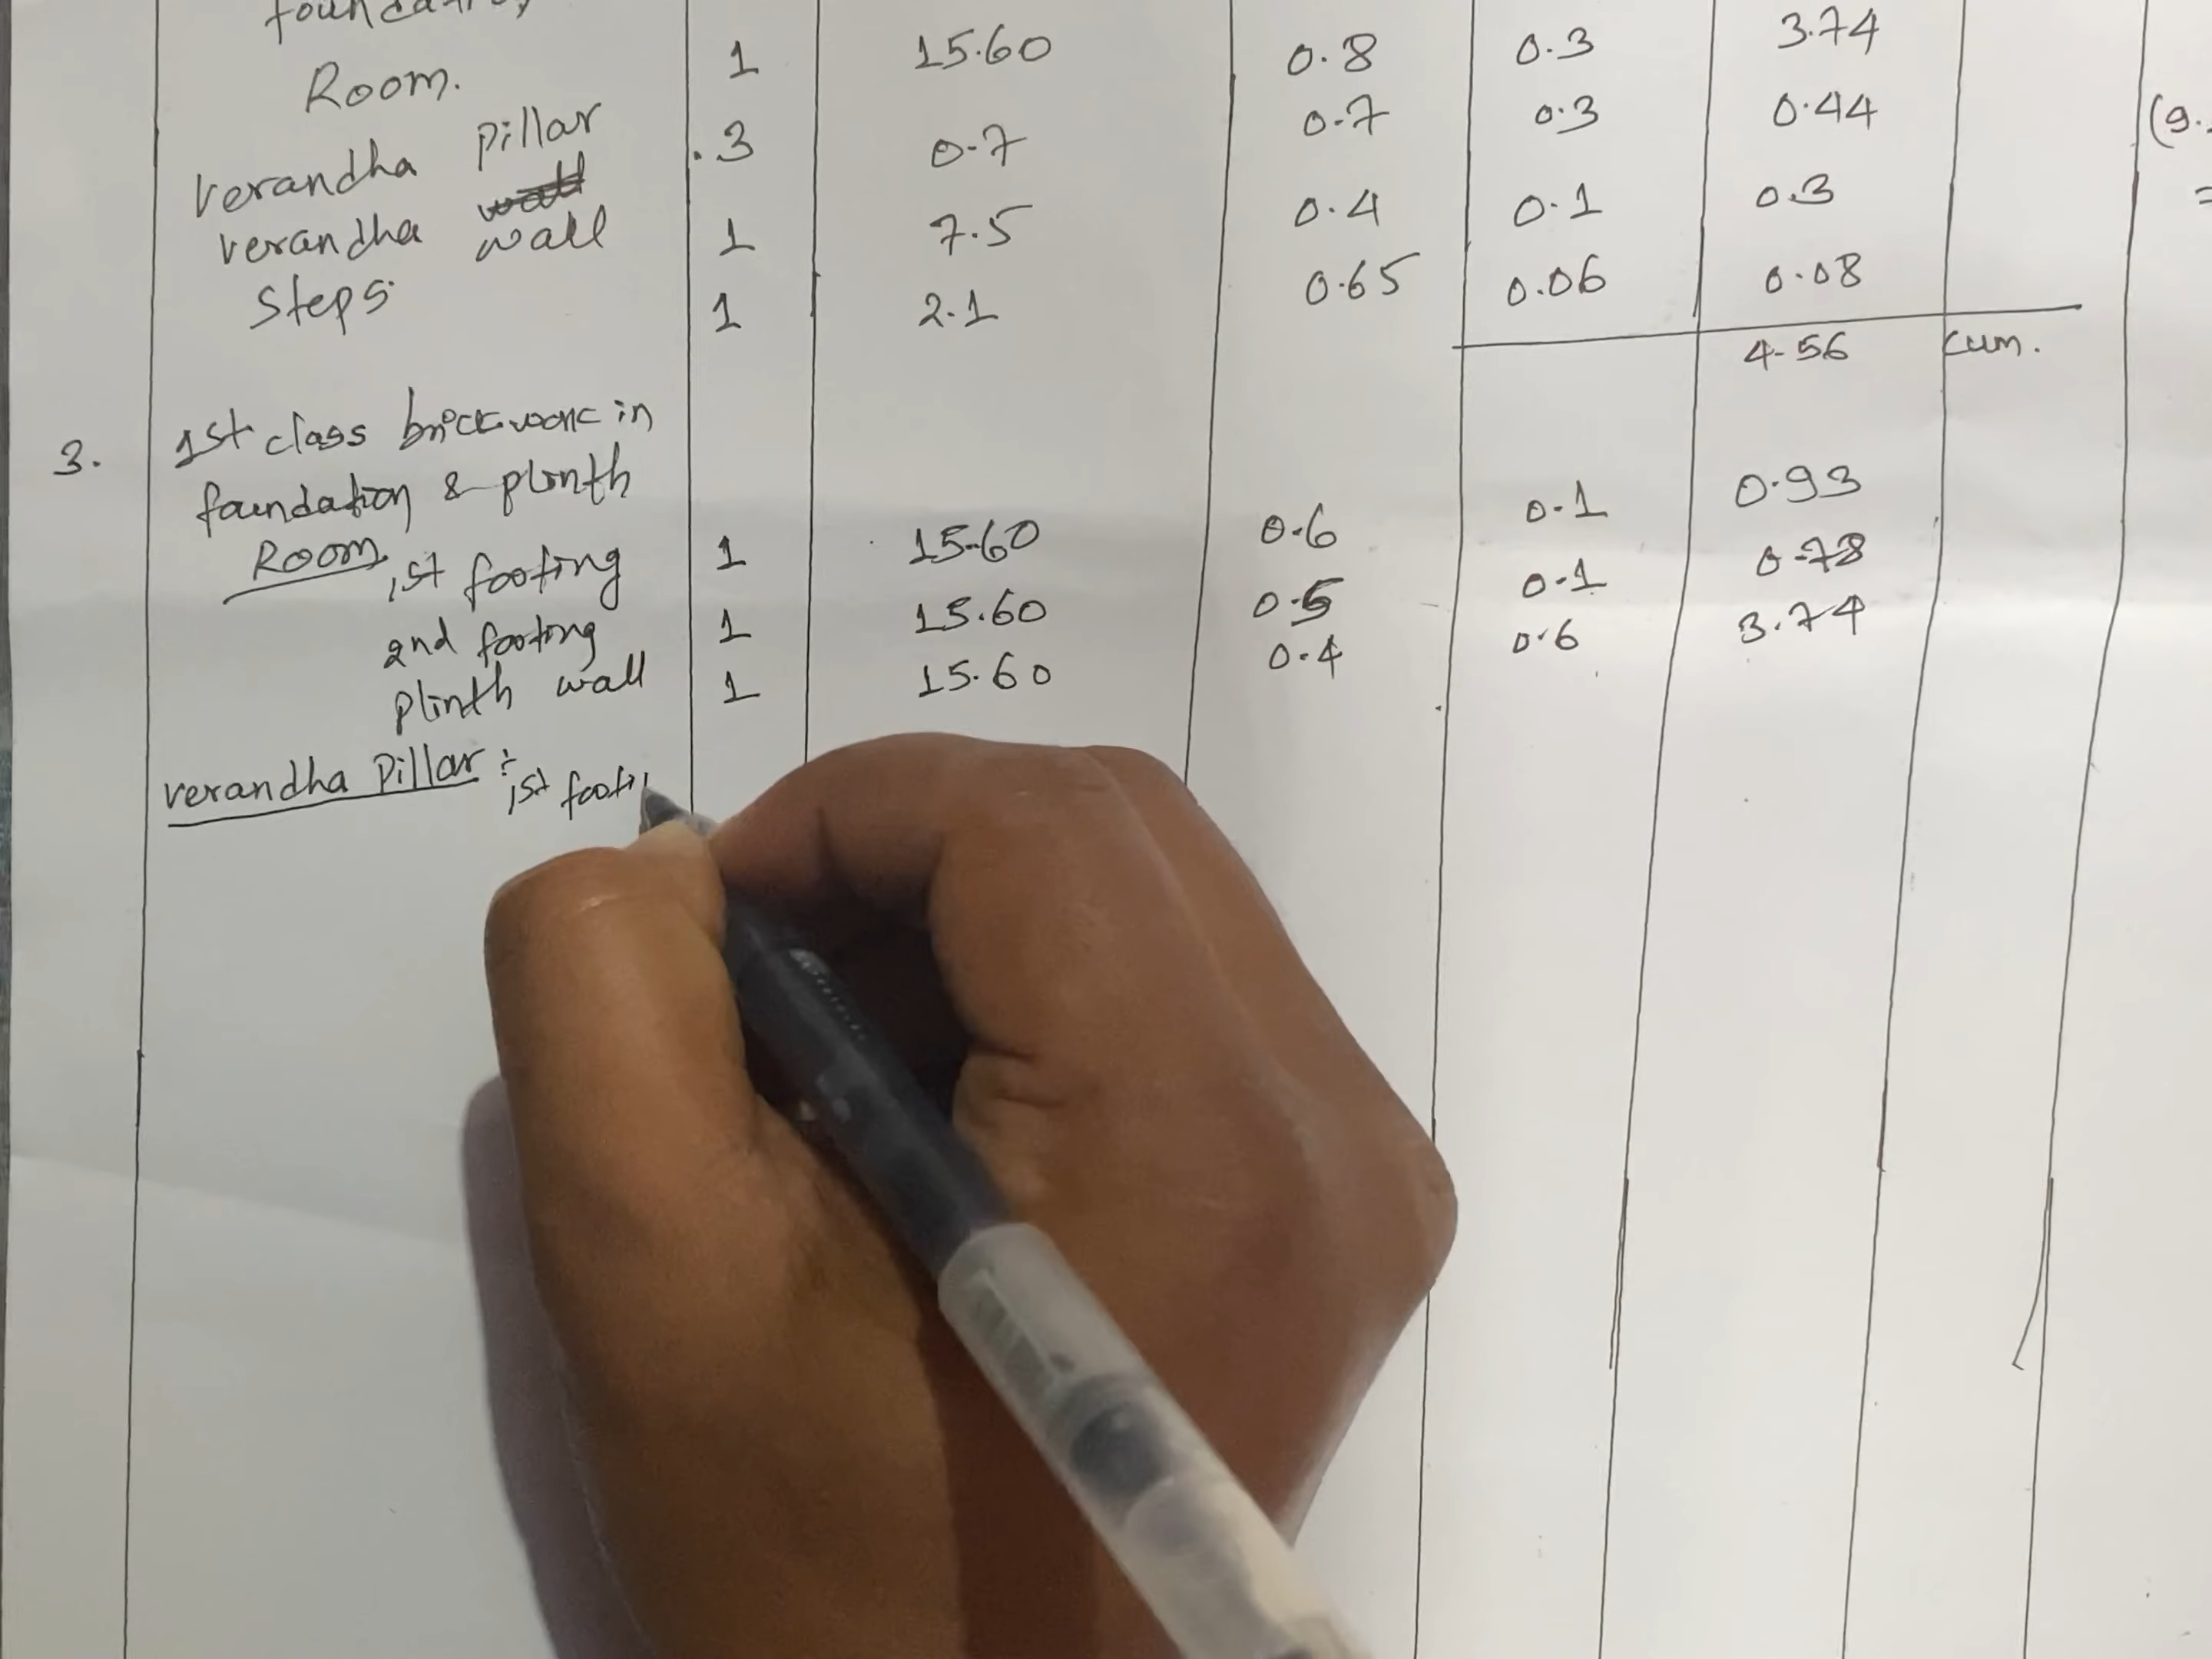 Room. 1 15.60 0.8 0.3 3.74
verandha pillar .3 0.7 0.7 0.3 0.44
verandha wall 1 7.5 0.4 0.1 0.3
Steps 1 2.1 0.65 0.06 0.08
4-56 cum.
3. 1st class brickwork in
foundation & plinth
Room 1st footing 1 15.60 0.6 0.1 0.93
2nd footing 1 15.60 0.5 0.1 0.78
plinth wall 1 15.60 0.4 0.6 3.74
verandha pillar :- 1st footi
(9.
=